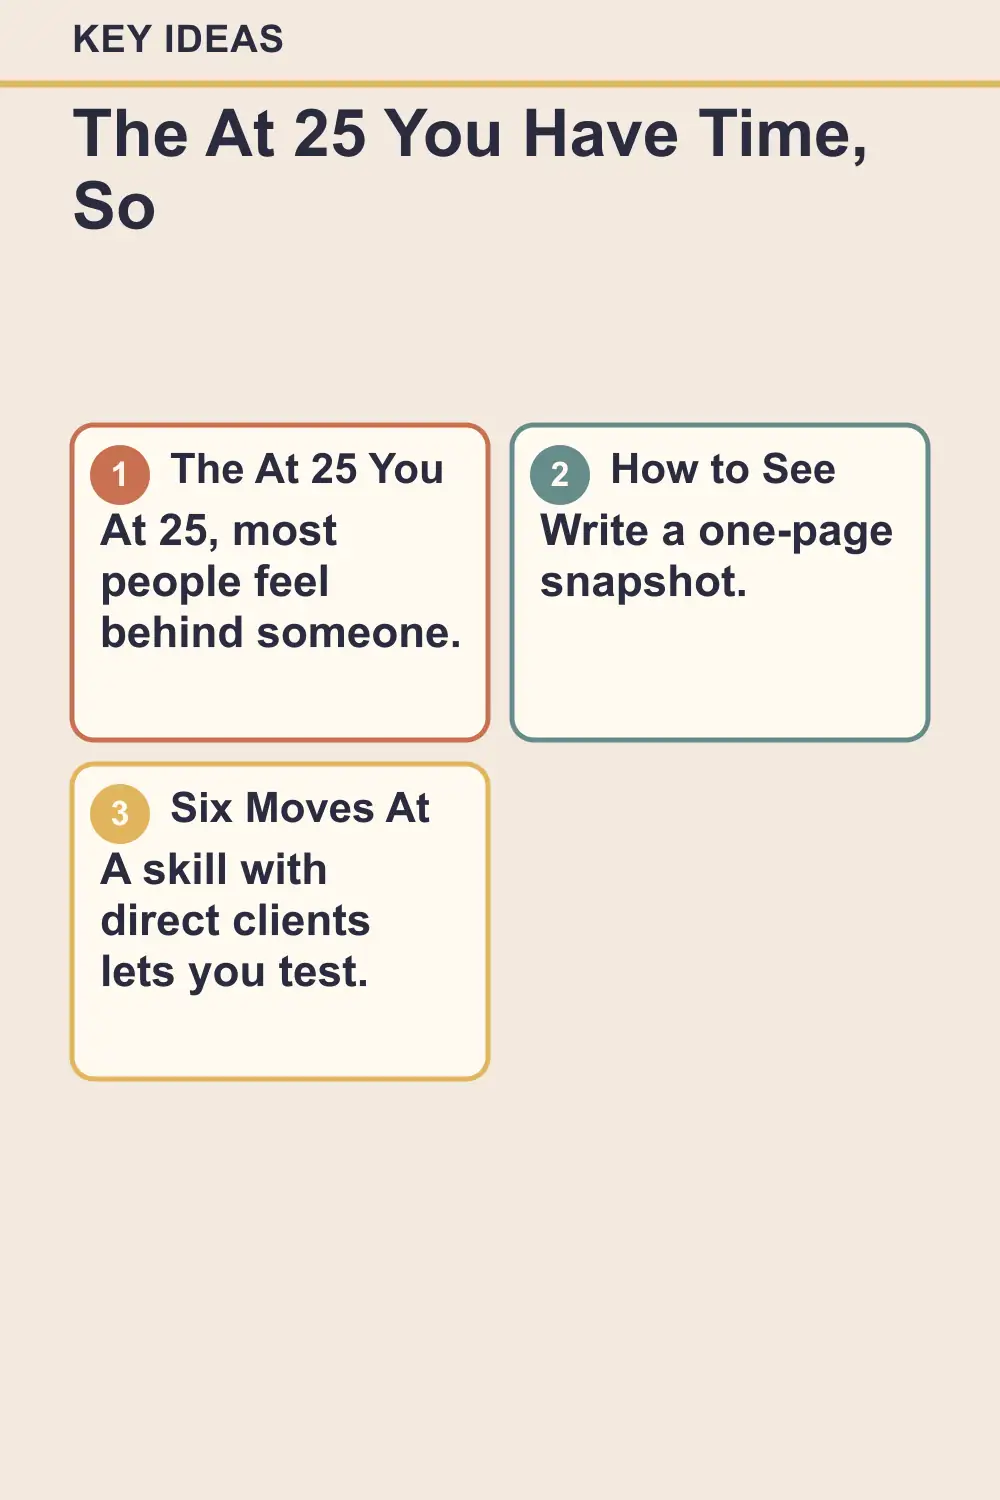 KEY IDEAS
The At 25 You Have Time,
So
1 The At 25 You
At 25, most
people feel
behind someone.
2 How to See
Write a one-page
snapshot.
3 Six Moves At
A skill with
direct clients
lets you test.